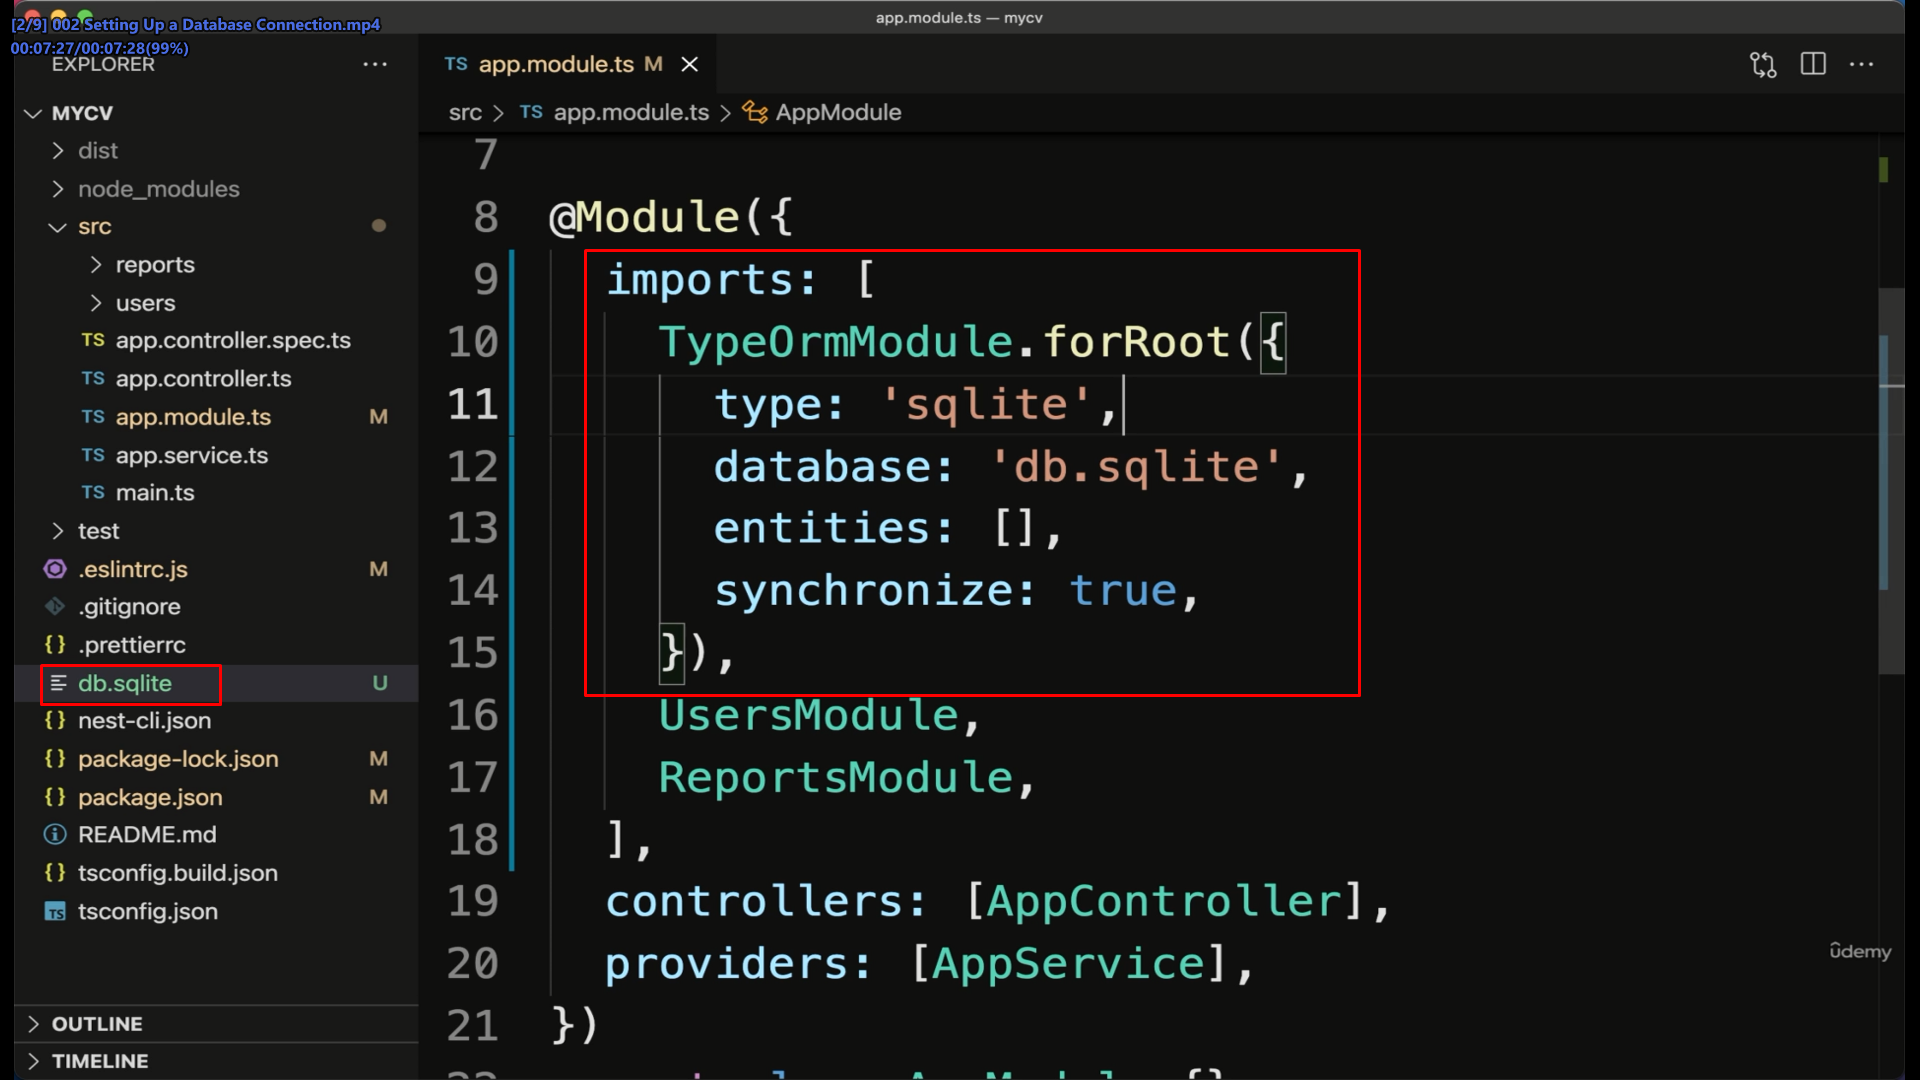 app.module.ts — mycv
[2/9] 002 Setting Up a Database Connection.mp4
00:07:27/00:07:28(99%)
EXPLORER ...
MYCV
dist
node_modules
src
reports
users
TS app.controller.spec.ts
TS app.controller.ts
TS app.module.ts M
TS app.service.ts
TS main.ts
test
.eslintrc.js M
.gitignore
{} .prettierrc
db.sqlite U
{} nest-cli.json
{} package-lock.json M
{} package.json M
README.md
{} tsconfig.build.json
TS tsconfig.json
OUTLINE
TIMELINE
TS app.module.ts M
src > TS app.module.ts > AppModule
7
8 @Module({
9 imports: [
10 TypeOrmModule.forRoot({
11 type: 'sqlite',
12 database: 'db.sqlite',
13 entities: [],
14 synchronize: true,
15 }),
16 UsersModule,
17 ReportsModule,
18 ],
19 controllers: [AppController],
20 providers: [AppService],
21 })
ûdemy